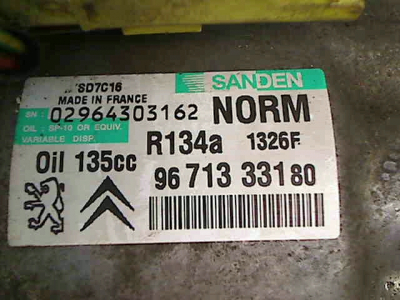 SD7C16
SANDEN
MADE IN FRANCE
SN: 02964303162
NORM
OIL: SP-10 OR EQUIV.
VARIABLE DISP.
R134a 1326F
Oil 135cc
96 713 331 80